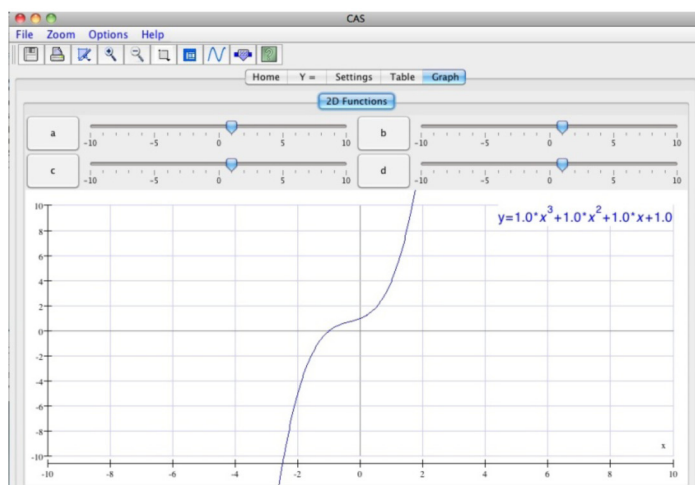 CAS
File Zoom Options Help
Home Y = Settings Table Graph
2D Functions
a -10 -5 0 5 10 b -10 -5 0 5 10
c -10 -5 0 5 10 d -10 -5 0 5 10
y=1.0*x³+1.0*x²+1.0*x+1.0
10
8
6
4
2
0
-2
-4
-6
-8
-10
x
-10 -8 -6 -4 -2 0 2 4 6 8 10